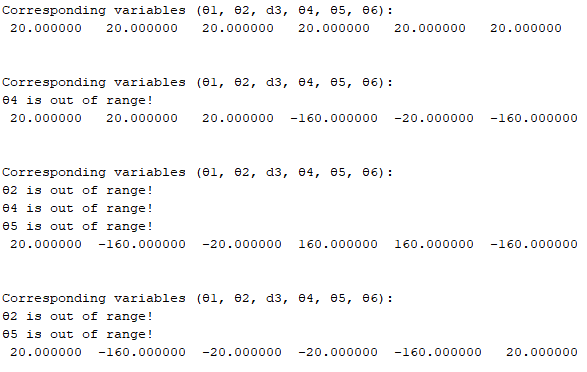 Corresponding variables (θ1, θ2, d3, θ4, θ5, θ6):
20.000000 20.000000 20.000000 20.000000 20.000000 20.000000
Corresponding variables (θ1, θ2, d3, θ4, θ5, θ6):
θ4 is out of range!
20.000000 20.000000 20.000000 -160.000000 -20.000000 -160.000000
Corresponding variables (θ1, θ2, d3, θ4, θ5, θ6):
θ2 is out of range!
θ4 is out of range!
θ5 is out of range!
20.000000 -160.000000 -20.000000 160.000000 160.000000 -160.000000
Corresponding variables (θ1, θ2, d3, θ4, θ5, θ6):
θ2 is out of range!
θ5 is out of range!
20.000000 -160.000000 -20.000000 -20.000000 -160.000000 20.000000